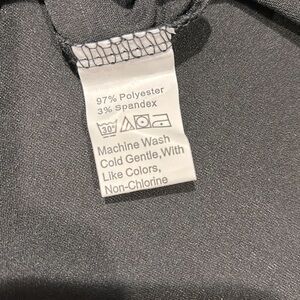 97% Polyester
3% Spandex
30°
Machine Wash
Cold Gentle,With
Like Colors,
Non-Chlorine